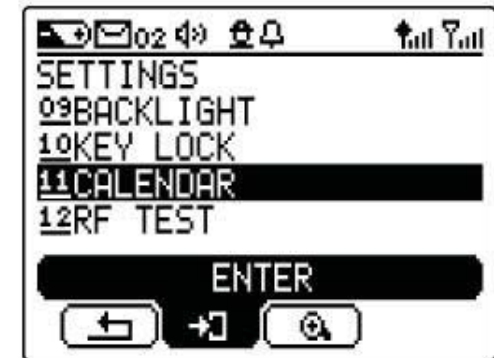 02
SETTINGS
09BACKLIGHT
10KEY LOCK
11CALENDAR
12RF TEST
ENTER